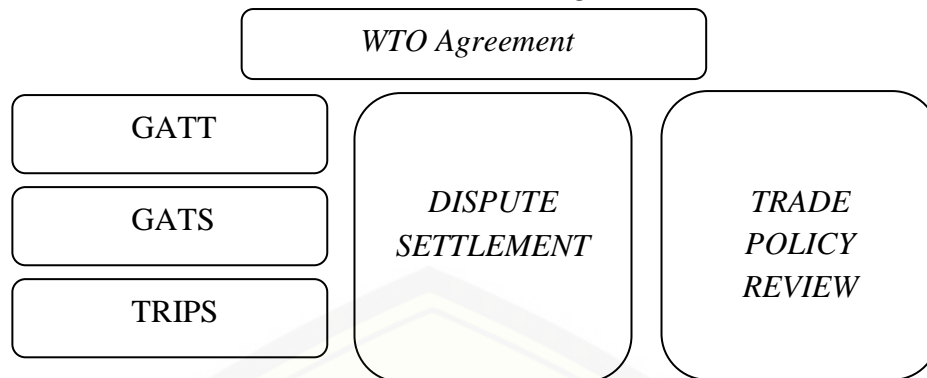 WTO Agreement
GATT
GATS
TRIPS
DISPUTE
SETTLEMENT
TRADE
POLICY
REVIEW